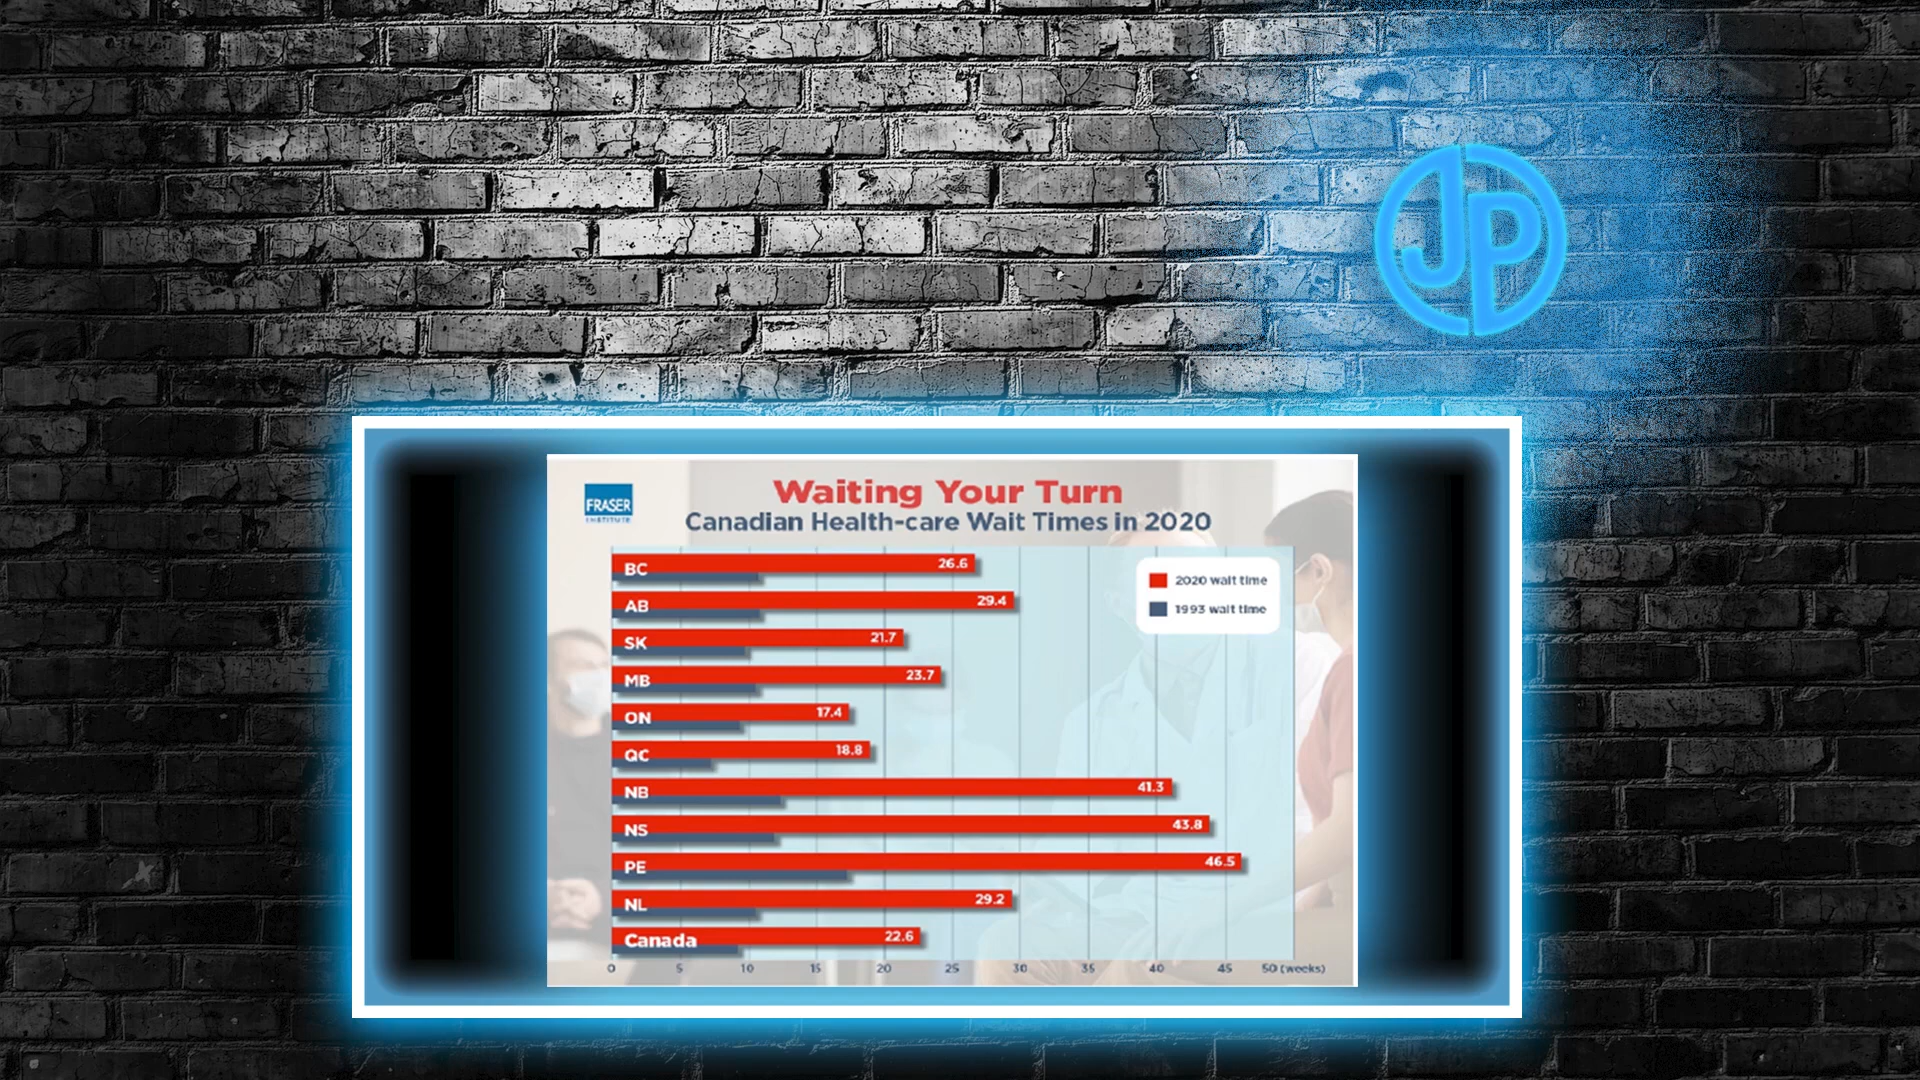 JP
FRASER
INSTITUTE
Waiting Your Turn
Canadian Health-care Wait Times in 2020
2020 wait time
1993 wait time
BC 26.6
AB 29.4
SK 21.7
MB 23.7
ON 17.4
QC 18.8
NB 41.3
NS 43.8
PE 46.5
NL 29.2
Canada 22.6
0 5 10 15 20 25 30 35 40 45 50 (weeks)